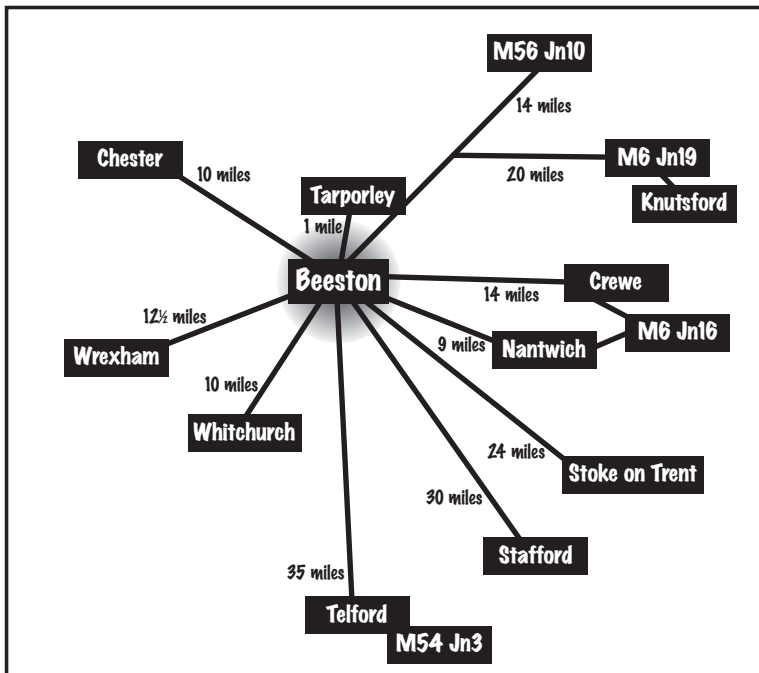 M56 Jn10
14 miles
Chester
10 miles
M6 Jn19
20 miles
Knutsford
Tarporley
1 mile
Beeston
Crewe
14 miles
12½ miles
M6 Jn16
9 miles
Nantwich
Wrexham
10 miles
Whitchurch
24 miles
Stoke on Trent
30 miles
Stafford
35 miles
Telford
M54 Jn3